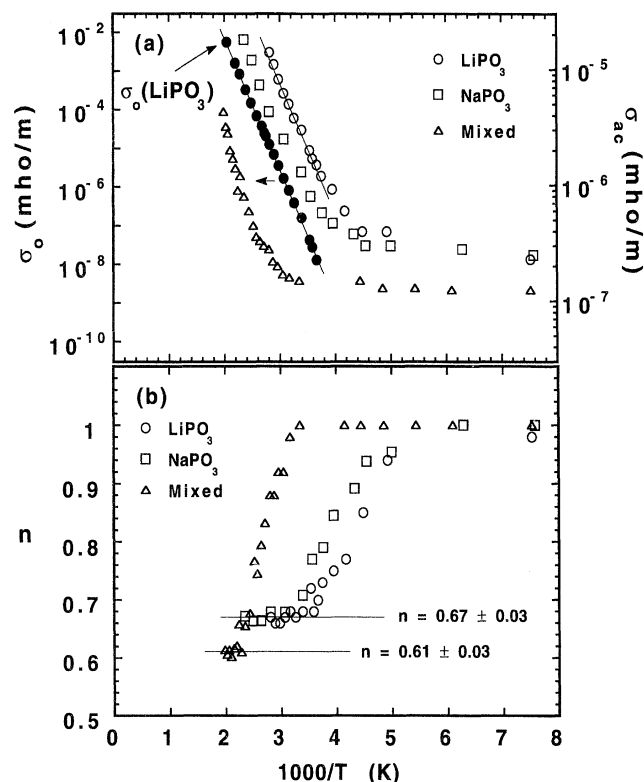 (a)
10⁻²
10⁻⁴
10⁻⁶
10⁻⁸
10⁻¹⁰
σₒ (mho/m)
σₒ(LiPO₃)
LiPO₃
NaPO₃
Mixed
10⁻⁵
10⁻⁶
10⁻⁷
σₐc (mho/m)
(b)
LiPO₃
NaPO₃
Mixed
1
0.9
0.8
0.7
0.6
0.5
n
n = 0.67 ± 0.03
n = 0.61 ± 0.03
0 1 2 3 4 5 6 7 8
1000/T (K)